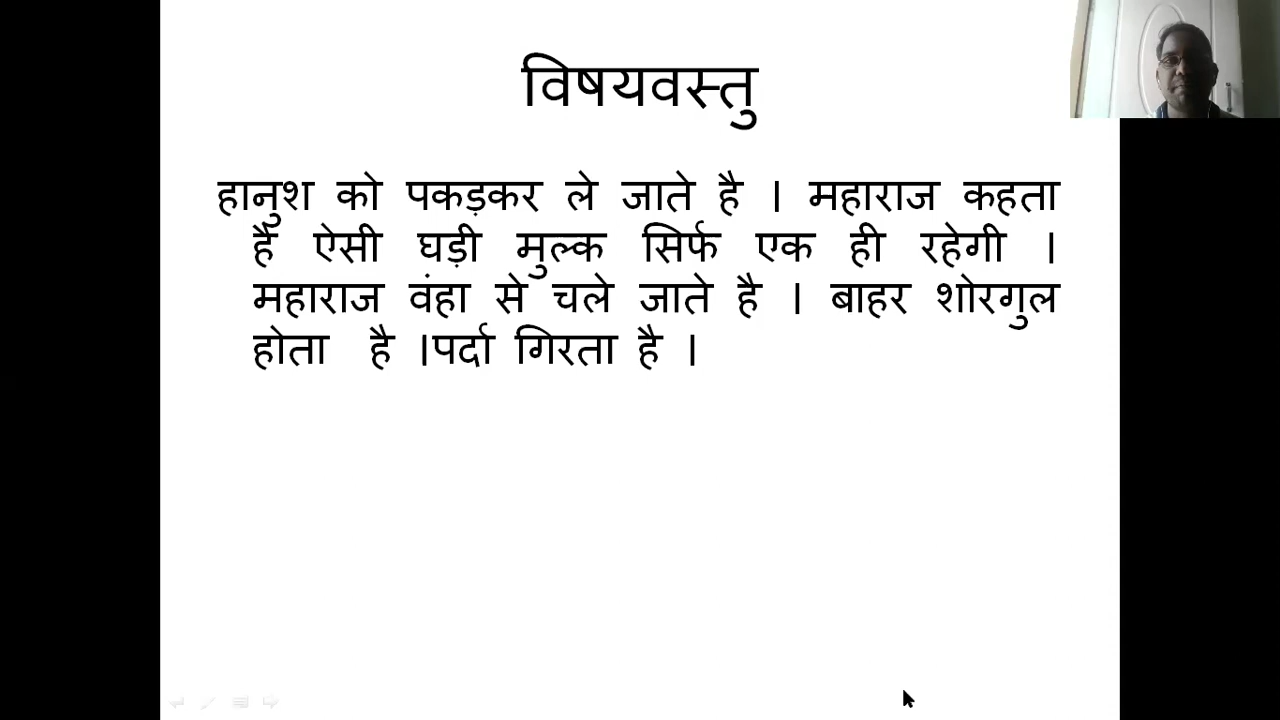 विषयवस्तु
हानुश को पकड़कर ले जाते है । महाराज कहता
है ऐसी घड़ी मुल्क सिर्फ एक ही रहेगी ।
महाराज वंहा से चले जाते है । बाहर शोरगुल
होता है ।पर्दा गिरता है ।